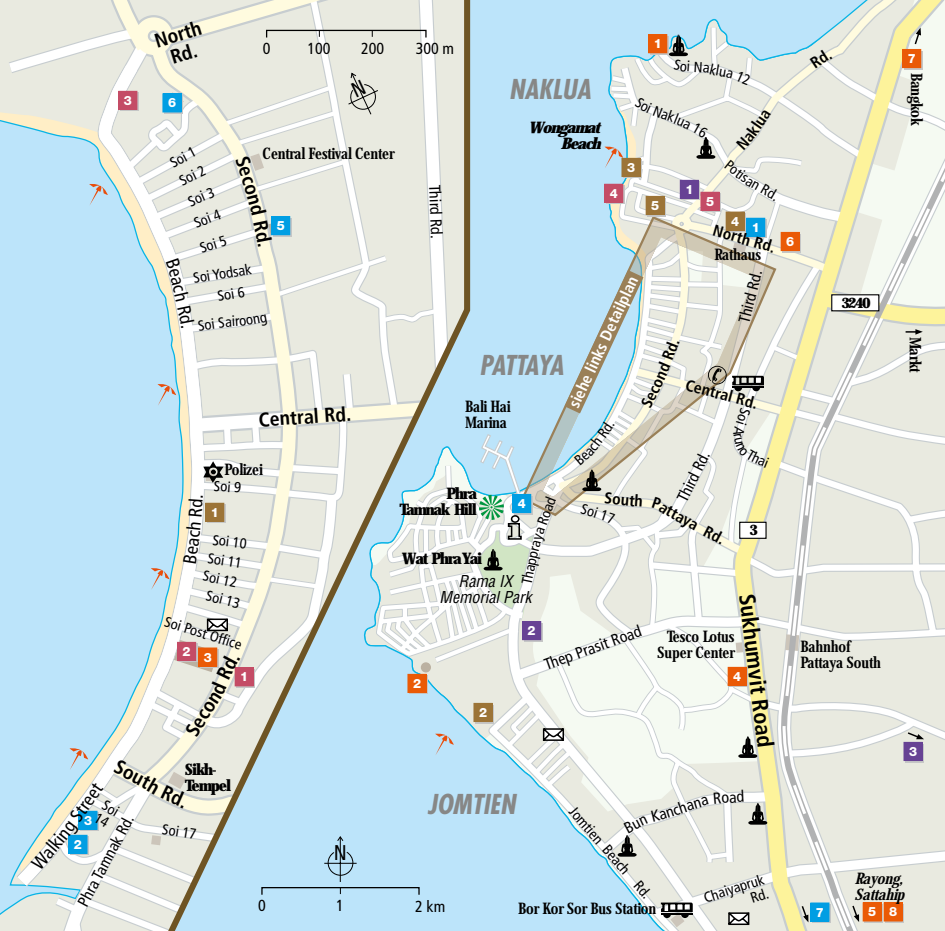 North
Rd.
0 100 200 300 m
N
3
6
Soi 1
Soi 2
Soi 3
Soi 4
Soi 5
Soi Yodsak
Soi 6
Soi Sairoong
Central Festival Center
Second Rd.
5
Third Rd.
Beach Rd.
Central Rd.
Polizei
Soi 9
1
Beach Rd.
Soi 10
Soi 11
Soi 12
Soi 13
Soi Post Office
2
3
1
Second Rd.
Sikh-
Tempel
South Rd.
Walking Street
Soi
14
3
2
Soi 17
Phra Tamnak Rd.
NAKLUA
1
Soi Naklua 12
Soi Naklua 16
Naklua
Rd.
7
Bangkok
Wongamat
Beach
3
4
5
1
5
Potisan Rd.
4
1
North Rd.
6
Rathaus
Third Rd.
siehe links Detailplan
3240
Markt
PATTAYA
Second Rd.
Central Rd.
Soi Aruno Thai
Bali Hai
Marina
Beach Rd.
Third Rd.
Phra
Tamnak Hill
4
South Pattaya Rd.
Soi 17
3
Thappraya Road
Wat Phra Yai
Rama IX
Memorial Park
2
Thep Prasit Road
Tesco Lotus
Super Center
4
Sukhumvit Road
Bahnhof
Pattaya South
2
2
3
JOMTIEN
Bun Kanchana Road
Jomtien Beach Rd.
N
0 1 2 km
Chaiyapruk
Rd.
Bor Kor Sor Bus Station
7
Rayong,
Sattahip
5 8